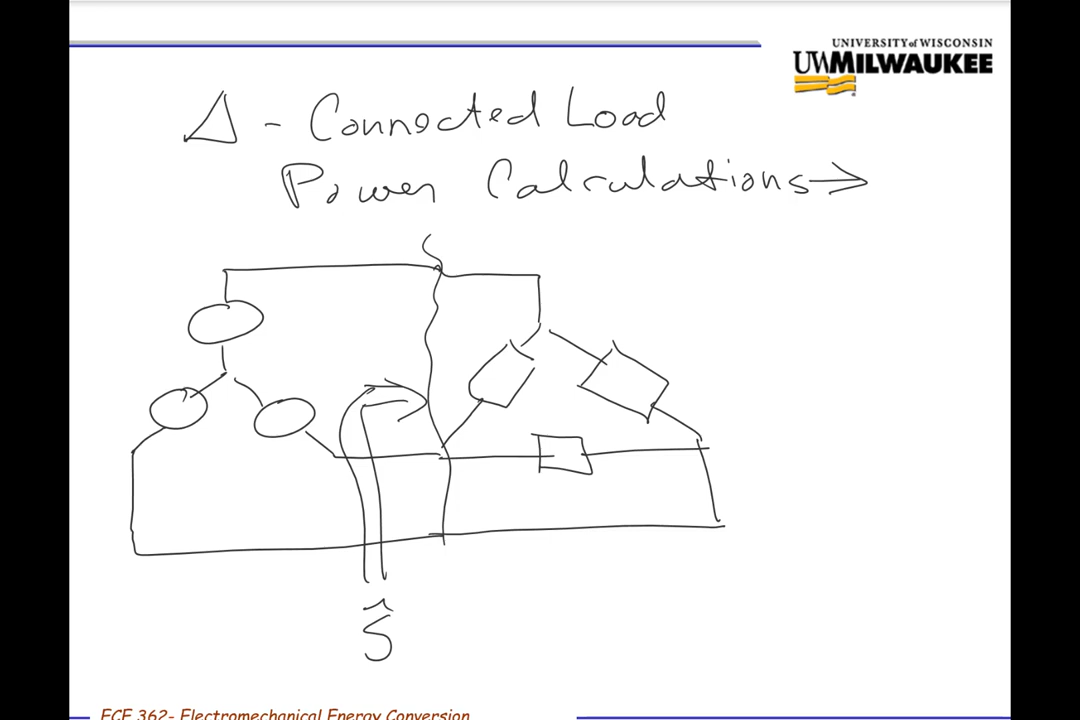 UNIVERSITY of WISCONSIN
UWMILWAUKEE
Δ - Connected Load
Power Calculations →
Ŝ
ECE 362- Electromechanical Energy Conversion